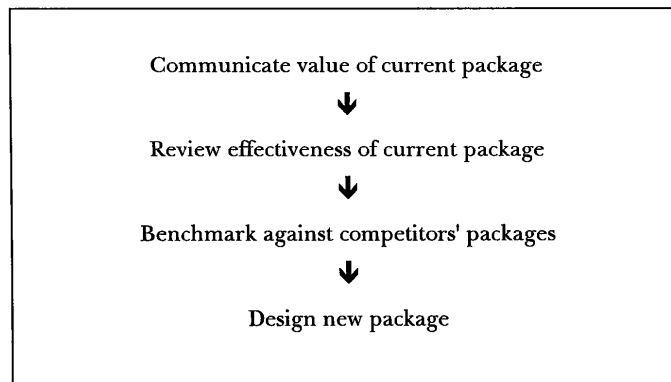 Communicate value of current package
Review effectiveness of current package
Benchmark against competitors' packages
Design new package